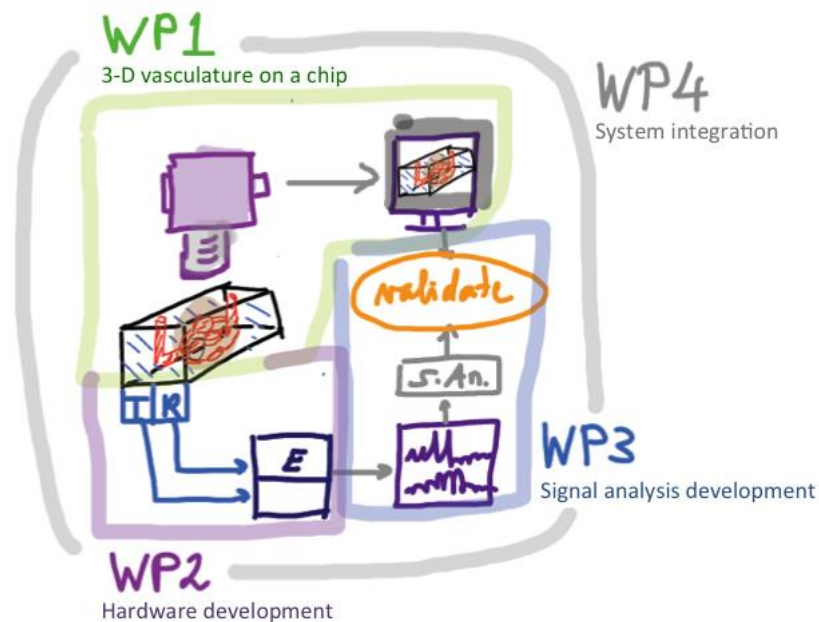 WP1
3-D vasculature on a chip
WP4
System integration
validate
S.An.
T R
E
WP3
Signal analysis development
WP2
Hardware development